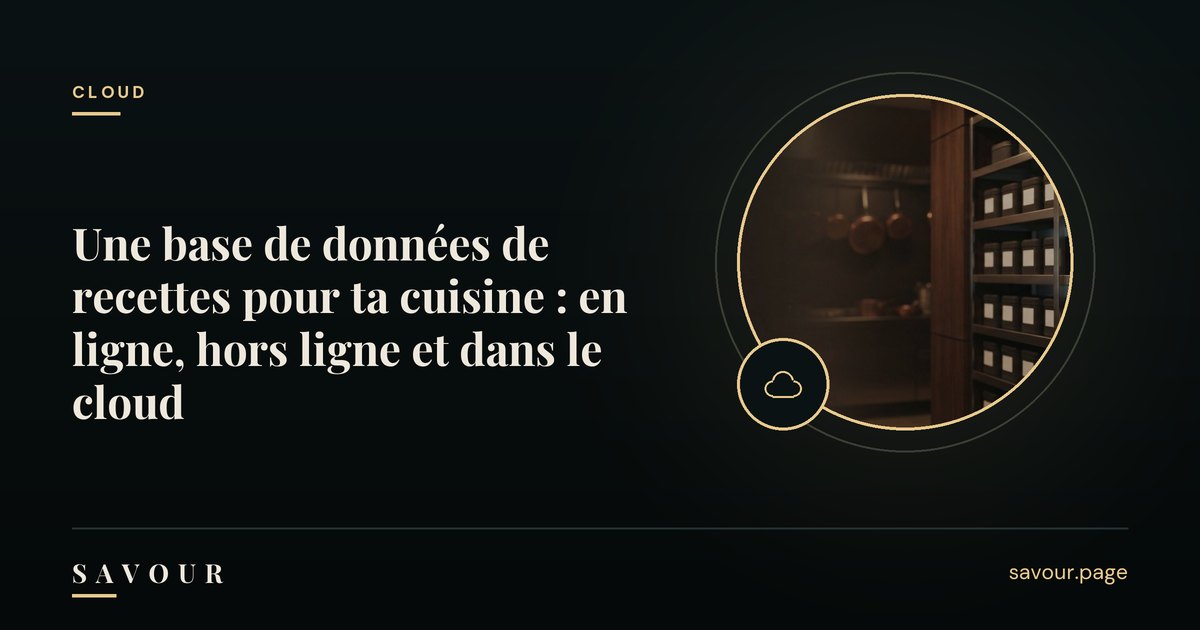 CLOUD
Une base de données de
recettes pour ta cuisine : en
ligne, hors ligne et dans le
cloud
SAVOUR
savour.page